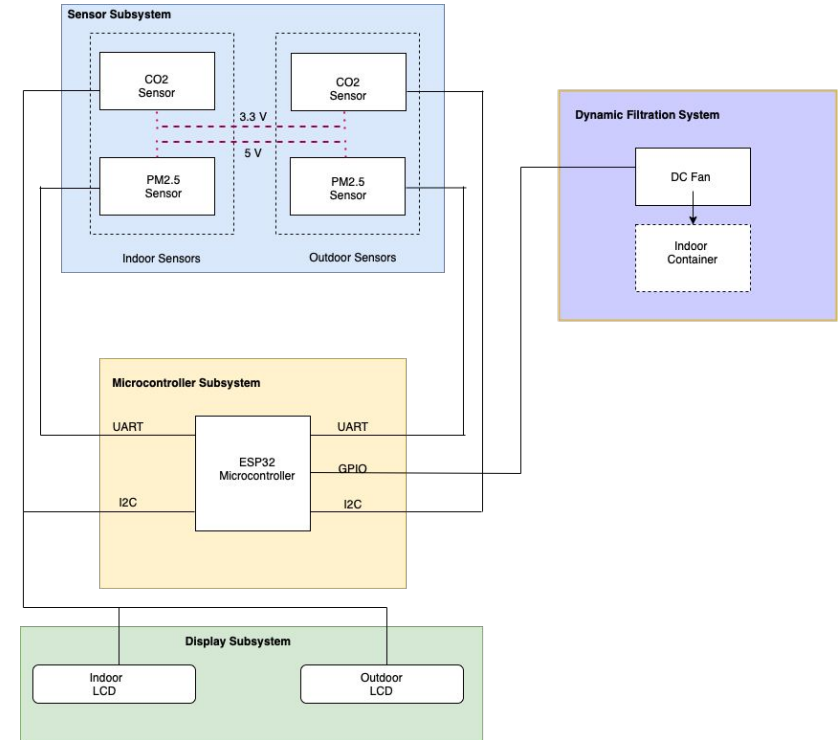 Sensor Subsystem
CO2
Sensor
CO2
Sensor
3.3 V
5 V
PM2.5
Sensor
PM2.5
Sensor
Indoor Sensors
Outdoor Sensors
Dynamic Filtration System
DC Fan
Indoor
Container
Microcontroller Subsystem
UART
UART
ESP32
Microcontroller
GPIO
I2C
I2C
Display Subsystem
Indoor
LCD
Outdoor
LCD